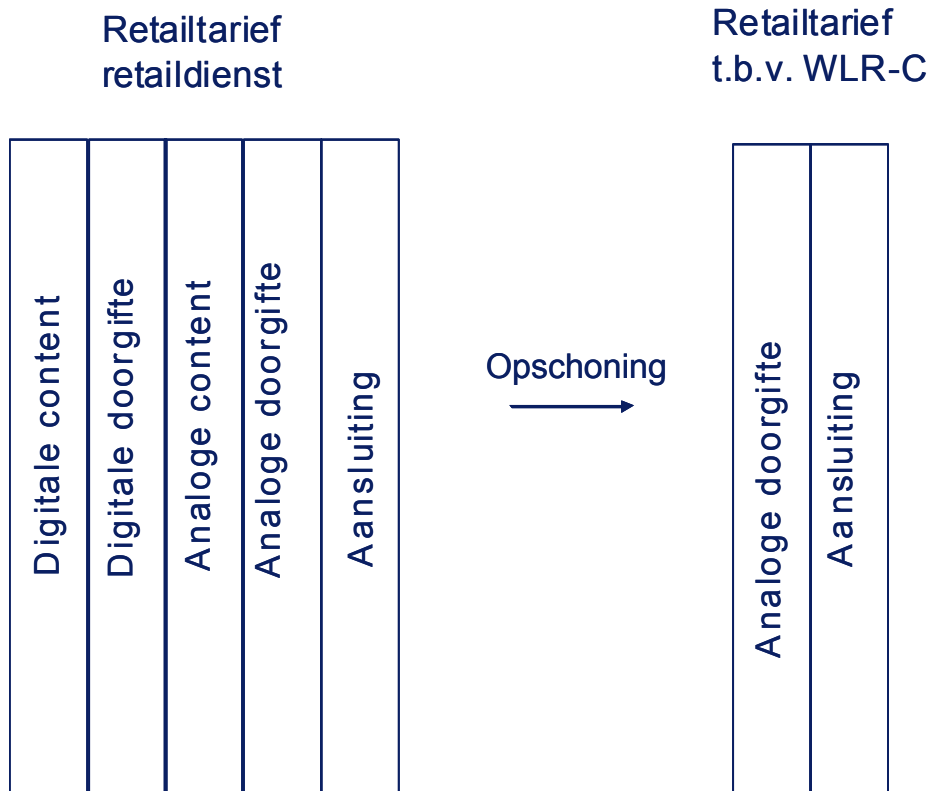 Retailtarief
retaildienst
Retailtarief
t.b.v. WLR-C
Digitale content
Digitale doorgifte
Analoge content
Analoge doorgifte
Aansluiting
Opschoning
Analoge doorgifte
Aansluiting